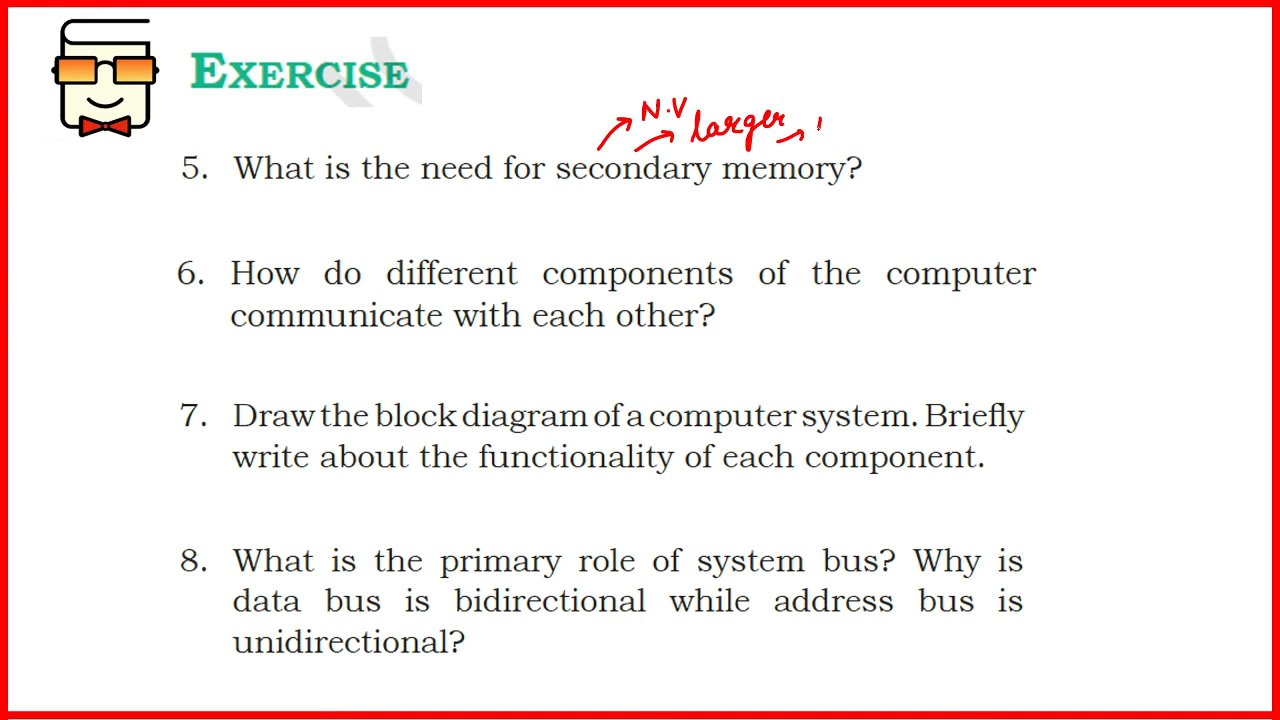 EXERCISE
N.V larger
5. What is the need for secondary memory?
6. How do different components of the computer
communicate with each other?
7. Draw the block diagram of a computer system. Briefly
write about the functionality of each component.
8. What is the primary role of system bus? Why is
data bus is bidirectional while address bus is
unidirectional?